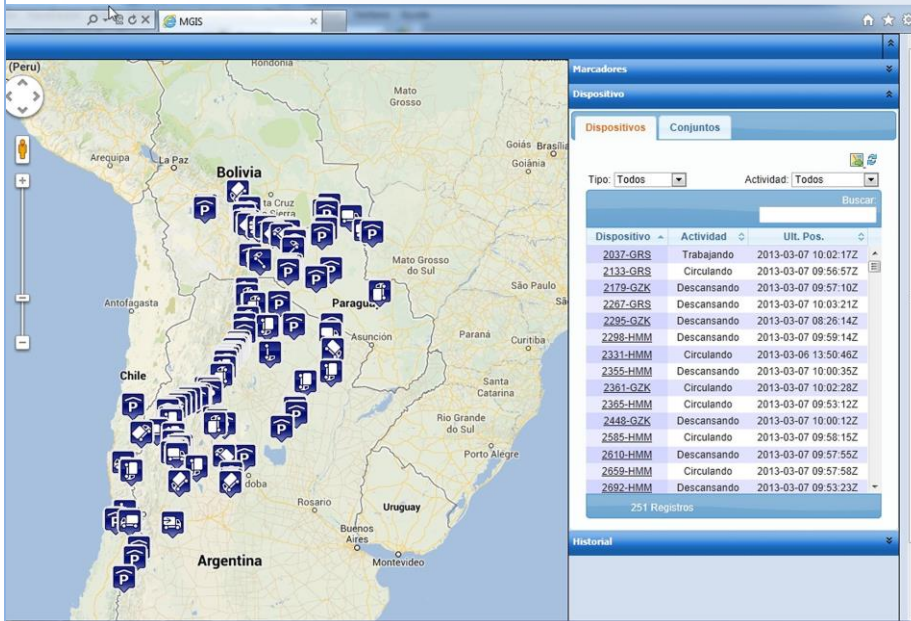 MGIS
(Peru)
Rondonia
Mato
Grosso
Goiás
Brasília
Goiânia
Arequipa
La Paz
Bolivia
ta Cruz
Sierra
Mato Grosso
do Sul
São Paulo
Antofagasta
Paragua
Asunción
Paraná
Curitiba
Chile
Santa
Catarina
Rio Grande
do Sul
Porto Alegre
doba
Rosario
Uruguay
Buenos
Aires
Montevideo
Argentina
Marcadores
Dispositivo
Dispositivos Conjuntos
Tipo: Todos Actividad: Todos
Buscar:
Dispositivo Actividad Ult. Pos.
2037-GRS Trabajando 2013-03-07 10:02:17Z
2133-GRS Circulando 2013-03-07 09:56:57Z
2179-GZK Descansando 2013-03-07 09:57:10Z
2267-GRS Descansando 2013-03-07 10:03:21Z
2295-GZK Descansando 2013-03-07 08:26:14Z
2298-HMM Descansando 2013-03-07 09:59:14Z
2331-HMM Circulando 2013-03-06 13:50:46Z
2355-HMM Descansando 2013-03-07 10:00:35Z
2361-GZK Circulando 2013-03-07 10:02:28Z
2365-HMM Circulando 2013-03-07 09:53:12Z
2448-GZK Descansando 2013-03-07 10:00:12Z
2585-HMM Circulando 2013-03-07 09:58:15Z
2610-HMM Descansando 2013-03-07 09:57:55Z
2659-HMM Circulando 2013-03-07 09:57:58Z
2692-HMM Descansando 2013-03-07 09:53:23Z
251 Registros
Historial